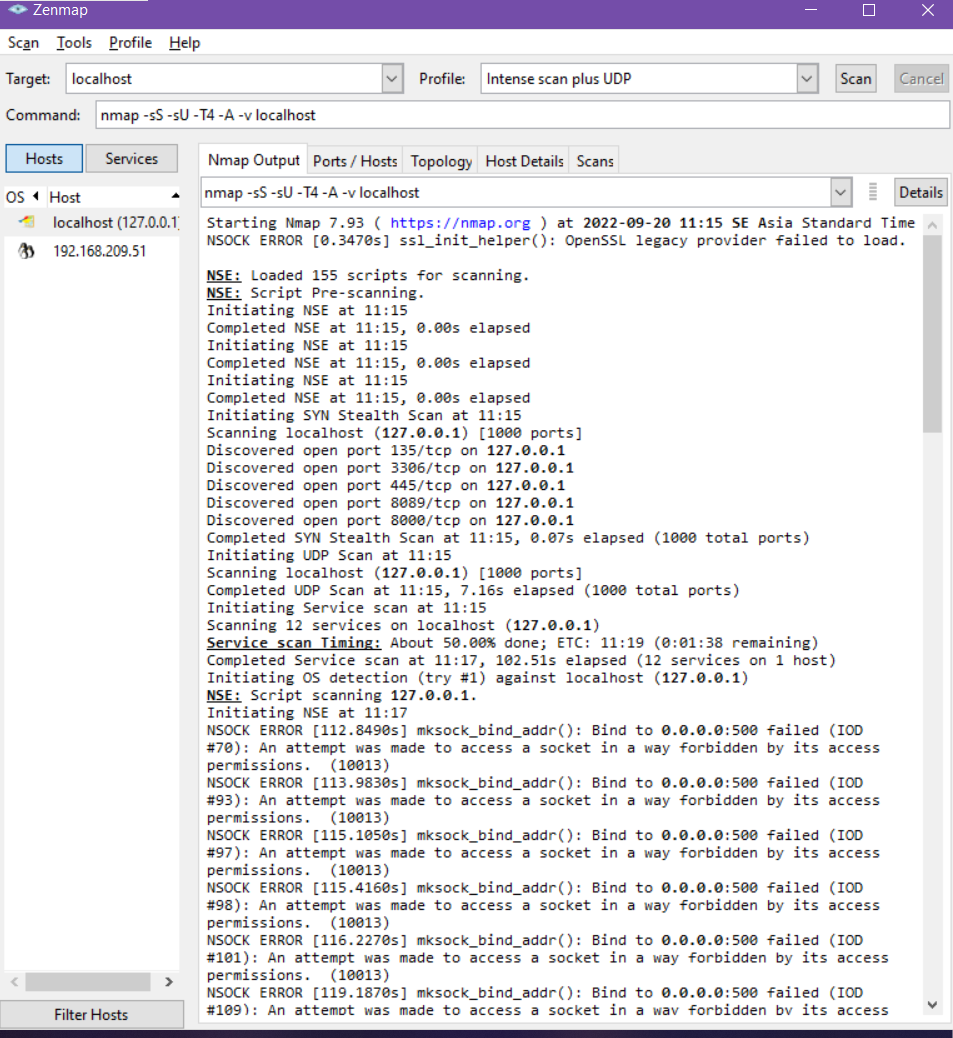 Zenmap
Scan Tools Profile Help
Target: localhost Profile: Intense scan plus UDP Scan Cancel
Command: nmap -sS -sU -T4 -A -v localhost
Hosts Services
Nmap Output Ports / Hosts Topology Host Details Scans
OS Host
nmap -sS -sU -T4 -A -v localhost Details
localhost (127.0.0.1)
192.168.209.51
Starting Nmap 7.93 ( https://nmap.org ) at 2022-09-20 11:15 SE Asia Standard Time
NSOCK ERROR [0.3470s] ssl_init_helper(): OpenSSL legacy provider failed to load.
NSE: Loaded 155 scripts for scanning.
NSE: Script Pre-scanning.
Initiating NSE at 11:15
Completed NSE at 11:15, 0.00s elapsed
Initiating NSE at 11:15
Completed NSE at 11:15, 0.00s elapsed
Initiating NSE at 11:15
Completed NSE at 11:15, 0.00s elapsed
Initiating SYN Stealth Scan at 11:15
Scanning localhost (127.0.0.1) [1000 ports]
Discovered open port 135/tcp on 127.0.0.1
Discovered open port 3306/tcp on 127.0.0.1
Discovered open port 445/tcp on 127.0.0.1
Discovered open port 8089/tcp on 127.0.0.1
Discovered open port 8000/tcp on 127.0.0.1
Completed SYN Stealth Scan at 11:15, 0.07s elapsed (1000 total ports)
Initiating UDP Scan at 11:15
Scanning localhost (127.0.0.1) [1000 ports]
Completed UDP Scan at 11:15, 7.16s elapsed (1000 total ports)
Initiating Service scan at 11:15
Scanning 12 services on localhost (127.0.0.1)
Service scan Timing: About 50.00% done; ETC: 11:19 (0:01:38 remaining)
Completed Service scan at 11:17, 102.51s elapsed (12 services on 1 host)
Initiating OS detection (try #1) against localhost (127.0.0.1)
NSE: Script scanning 127.0.0.1.
Initiating NSE at 11:17
NSOCK ERROR [112.8490s] mksock_bind_addr(): Bind to 0.0.0.0:500 failed (IOD
#70): An attempt was made to access a socket in a way forbidden by its access
permissions.  (10013)
NSOCK ERROR [113.9830s] mksock_bind_addr(): Bind to 0.0.0.0:500 failed (IOD
#93): An attempt was made to access a socket in a way forbidden by its access
permissions.  (10013)
NSOCK ERROR [115.1050s] mksock_bind_addr(): Bind to 0.0.0.0:500 failed (IOD
#97): An attempt was made to access a socket in a way forbidden by its access
permissions.  (10013)
NSOCK ERROR [115.4160s] mksock_bind_addr(): Bind to 0.0.0.0:500 failed (IOD
#98): An attempt was made to access a socket in a way forbidden by its access
permissions.  (10013)
NSOCK ERROR [116.2270s] mksock_bind_addr(): Bind to 0.0.0.0:500 failed (IOD
#101): An attempt was made to access a socket in a way forbidden by its access
permissions.  (10013)
NSOCK ERROR [119.1870s] mksock_bind_addr(): Bind to 0.0.0.0:500 failed (IOD
#109): An attempt was made to access a socket in a way forbidden by its access
Filter Hosts